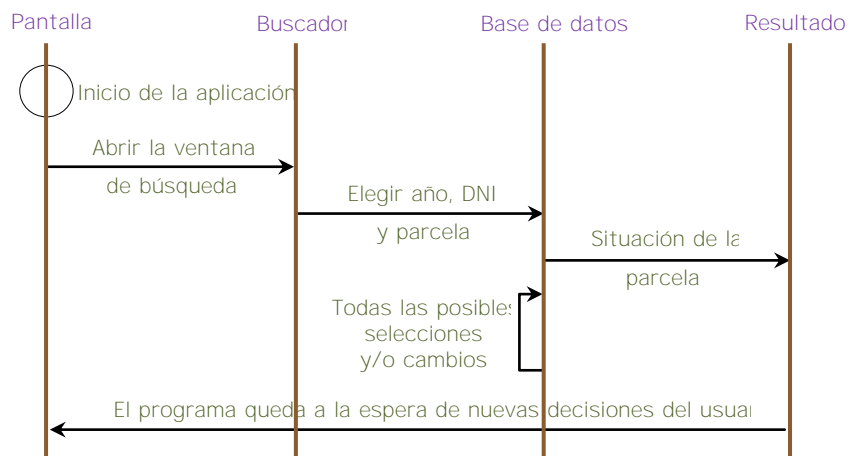 Pantalla
Buscador
Base de datos
Resultado
Inicio de la aplicación
Abrir la ventana
de búsqueda
Elegir año, DNI
y parcela
Situación de la
parcela
Todas las posibles
selecciones
y/o cambios
El programa queda a la espera de nuevas decisiones del usuar